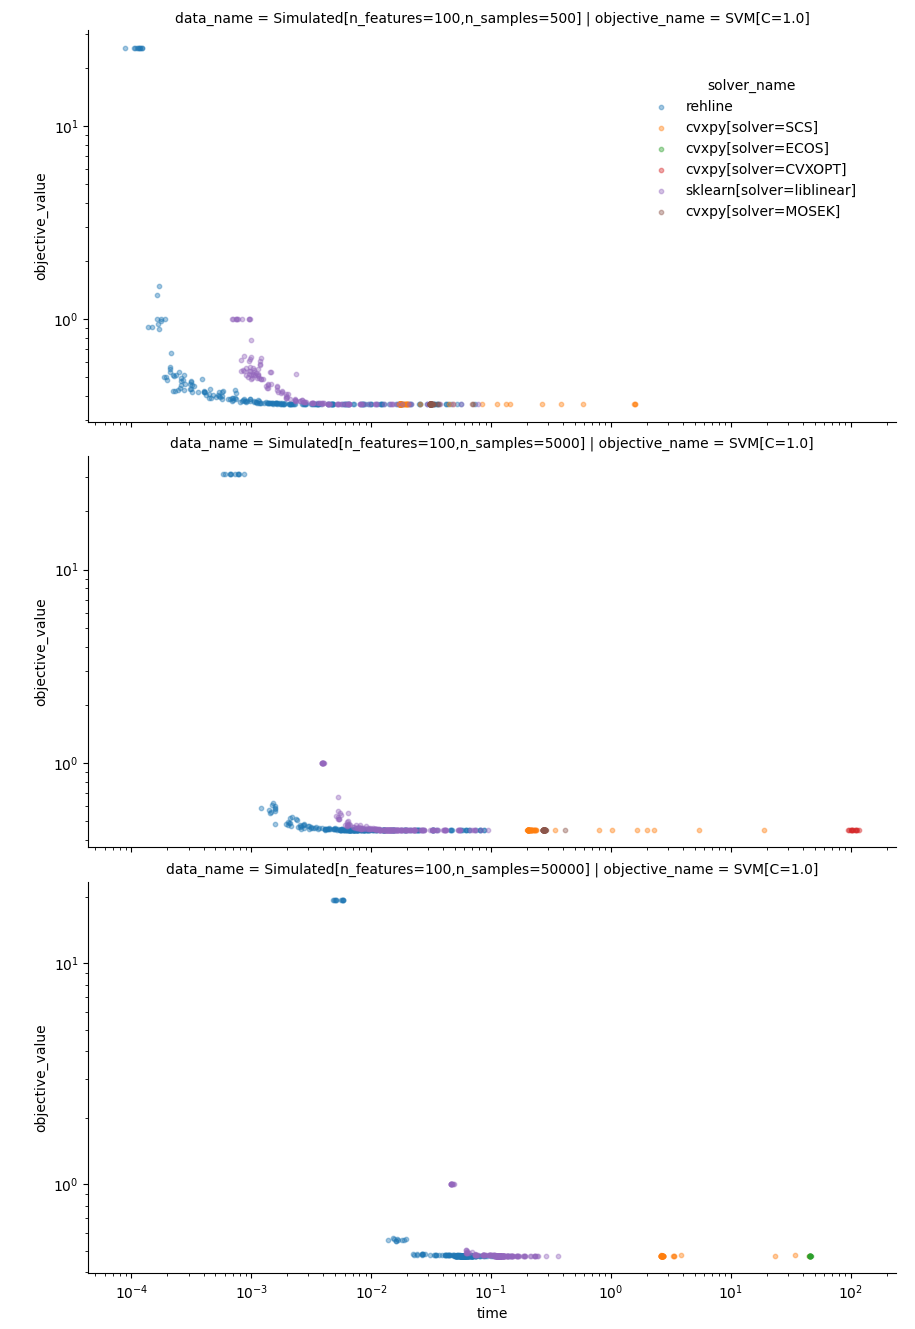 data_name = Simulated[n_features=100,n_samples=500] | objective_name = SVM[C=1.0]
solver_name
rehline
cvxpy[solver=SCS]
cvxpy[solver=ECOS]
cvxpy[solver=CVXOPT]
sklearn[solver=liblinear]
cvxpy[solver=MOSEK]
10¹
10⁰
objective_value
data_name = Simulated[n_features=100,n_samples=5000] | objective_name = SVM[C=1.0]
10¹
10⁰
objective_value
data_name = Simulated[n_features=100,n_samples=50000] | objective_name = SVM[C=1.0]
10¹
10⁰
objective_value
10⁻⁴ 10⁻³ 10⁻² 10⁻¹ 10⁰ 10¹ 10²
time